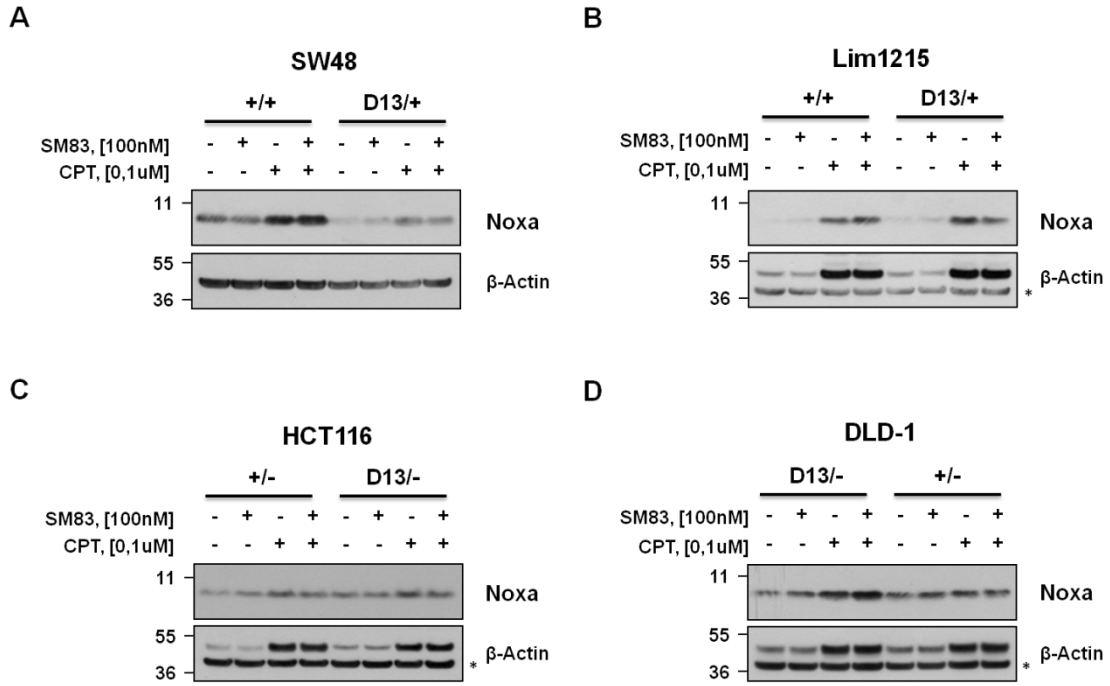 A
SW48
+/+ D13/+
SM83, [100nM] - + - + - + - +
CPT, [0,1uM] - - + + - - + +
11
Noxa
55
β-Actin
36
B
Lim1215
+/+ D13/+
SM83, [100nM] - + - + - + - +
CPT, [0,1uM] - - + + - - + +
11
Noxa
55
β-Actin
36
*
C
HCT116
+/- D13/-
SM83, [100nM] - + - + - + - +
CPT, [0,1uM] - - + + - - + +
11
Noxa
55
β-Actin
36
*
D
DLD-1
D13/- +/-
SM83, [100nM] - + - + - + - +
CPT, [0,1uM] - - + + - - + +
11
Noxa
55
β-Actin
36
*